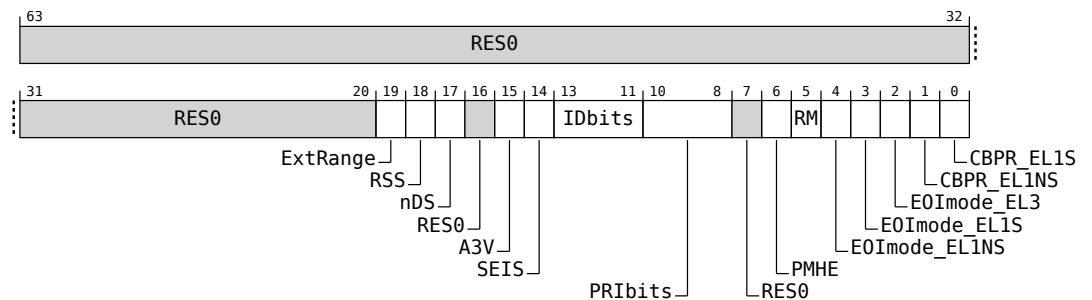 63 32
RES0
31 20 19 18 17 16 15 14 13 11 10 8 7 6 5 4 3 2 1 0
RES0 IDbits RM
ExtRange CBPR_EL1S
RSS CBPR_EL1NS
nDS EOImode_EL3
RES0 EOImode_EL1S
A3V EOImode_EL1NS
SEIS PMHE
PRIbits RES0